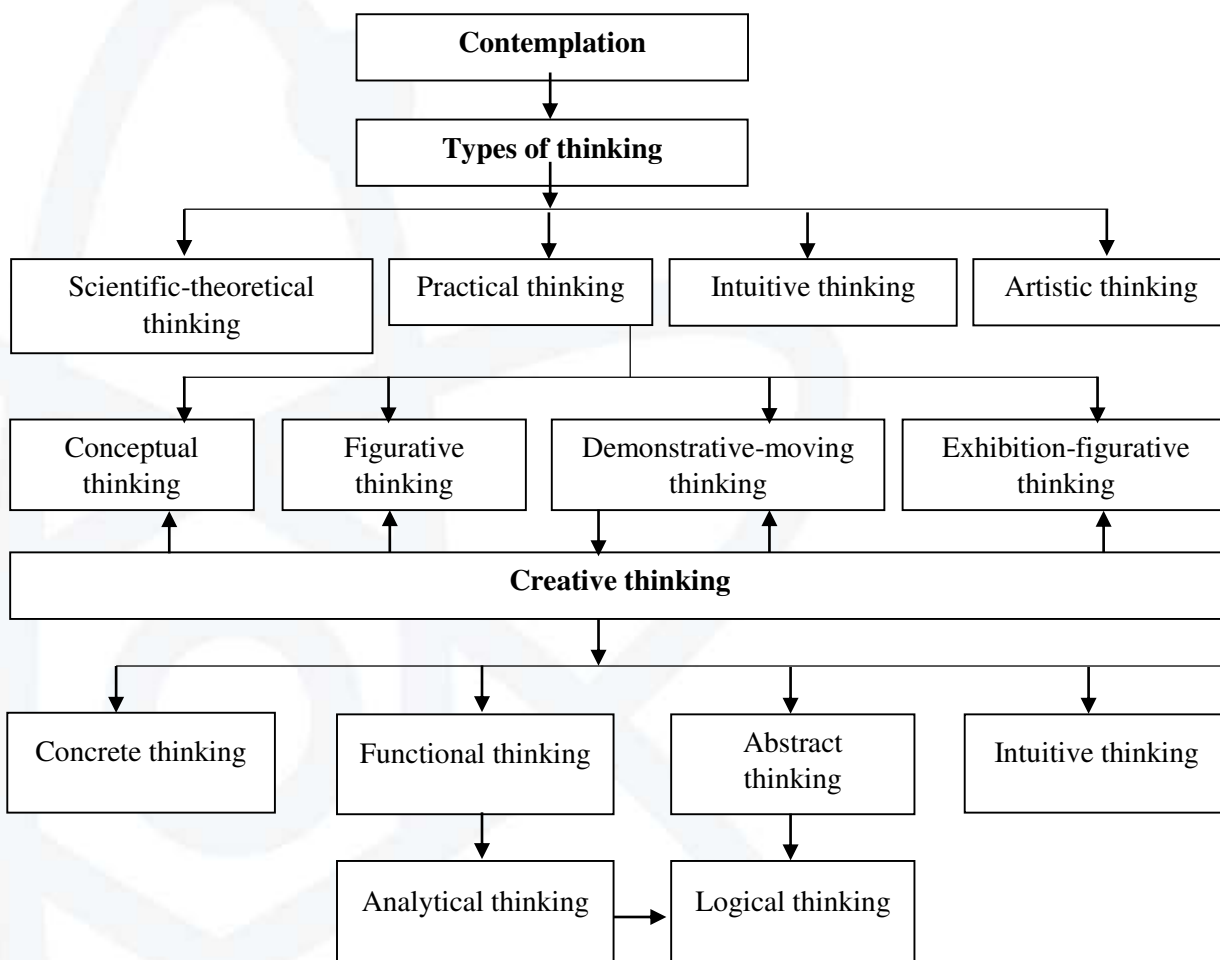 Contemplation
Types of thinking
Scientific-theoretical
thinking
Practical thinking
Intuitive thinking
Artistic thinking
Conceptual
thinking
Figurative
thinking
Demonstrative-moving
thinking
Exhibition-figurative
thinking
Creative thinking
Concrete thinking
Functional thinking
Abstract
thinking
Intuitive thinking
Analytical thinking
Logical thinking